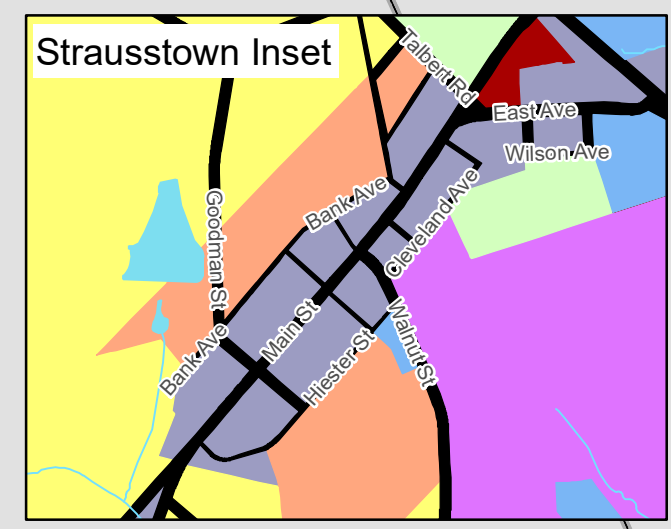 Strausstown Inset
Talbert Rd
East Ave
Wilson Ave
Bank Ave
Cleveland Ave
Goodman St
Main St
Walnut St
Bank Ave
Hiester St